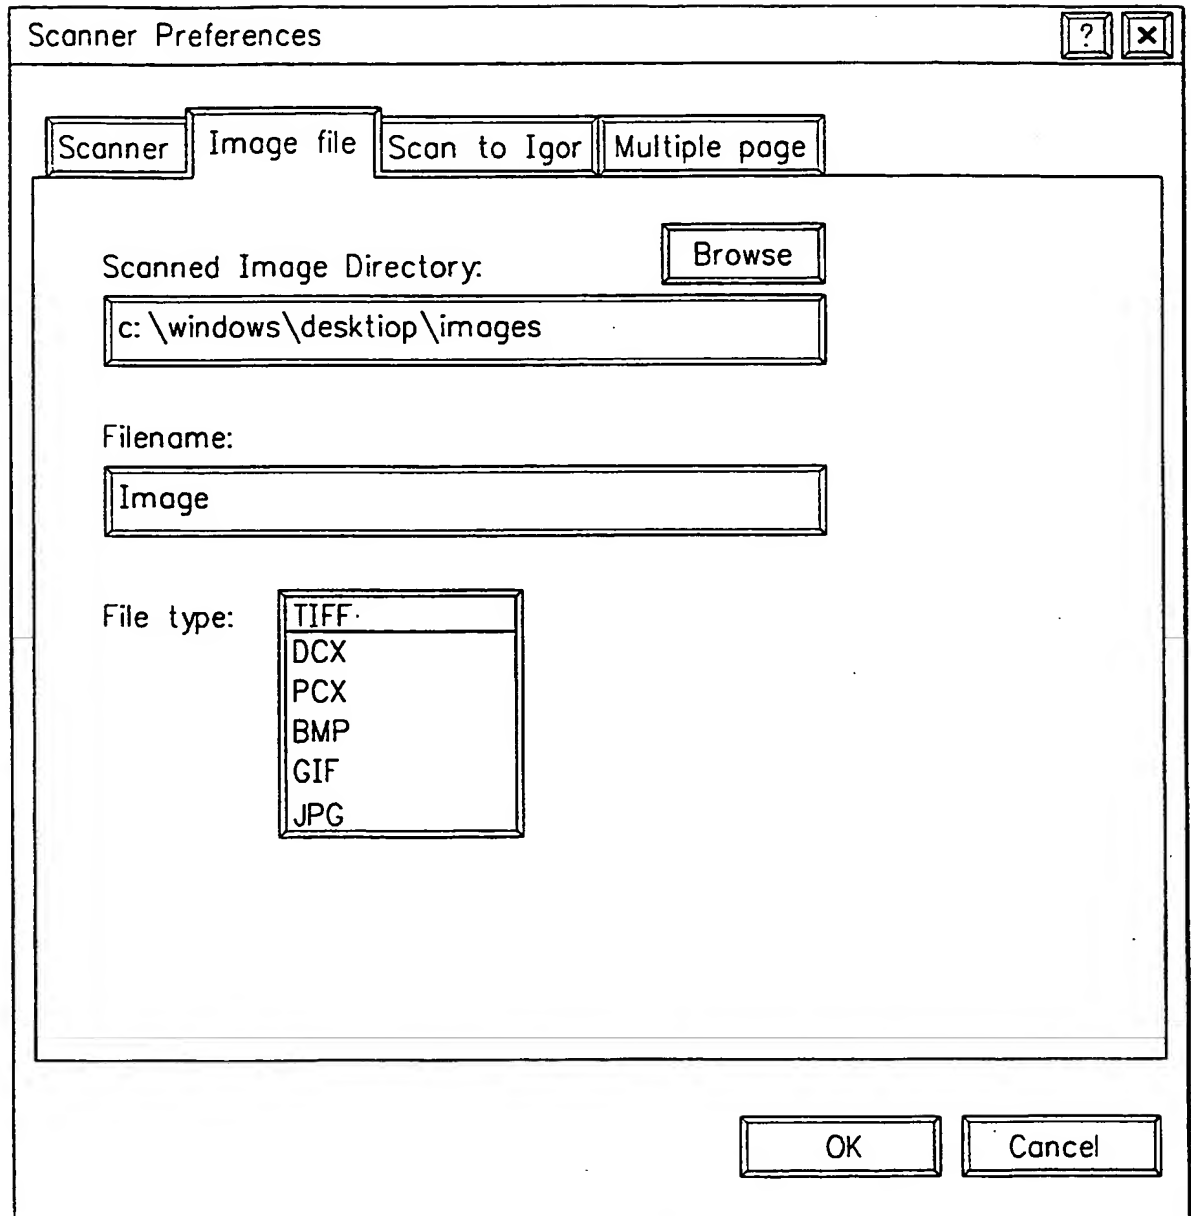 Scanner Preferences ?
Scanner Image file Scan to Igor Multiple page
Scanned Image Directory: Browse
c:\windows\desktiop\images
Filename:
Image
File type: TIFF
DCX
PCX
BMP
GIF
JPG
OK Cancel